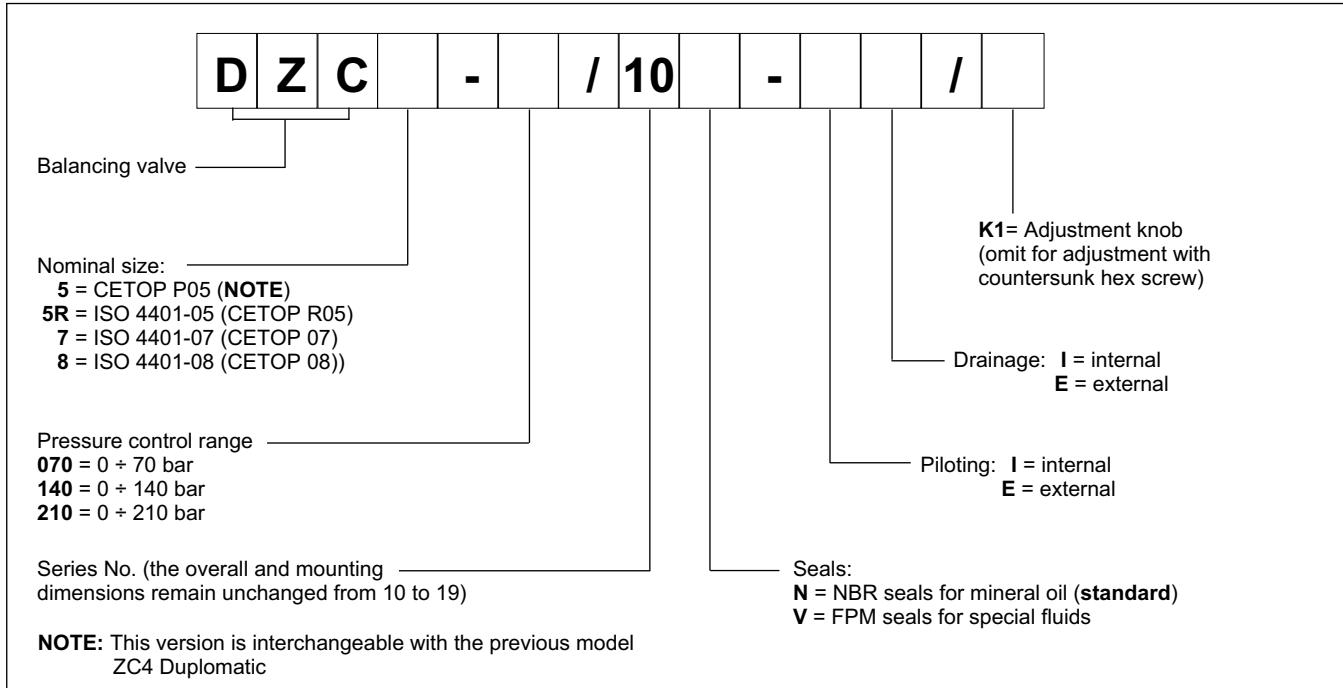 D Z C - / 10 - /
Balancing valve
Nominal size:
5 = CETOP P05 (NOTE)
5R = ISO 4401-05 (CETOP R05)
7 = ISO 4401-07 (CETOP 07)
8 = ISO 4401-08 (CETOP 08))
Pressure control range
070 = 0 ÷ 70 bar
140 = 0 ÷ 140 bar
210 = 0 ÷ 210 bar
Series No. (the overall and mounting
dimensions remain unchanged from 10 to 19)
NOTE: This version is interchangeable with the previous model
ZC4 Duplomatic
K1= Adjustment knob
(omit for adjustment with
countersunk hex screw)
Drainage: I = internal
E = external
Piloting: I = internal
E = external
Seals:
N = NBR seals for mineral oil (standard)
V = FPM seals for special fluids